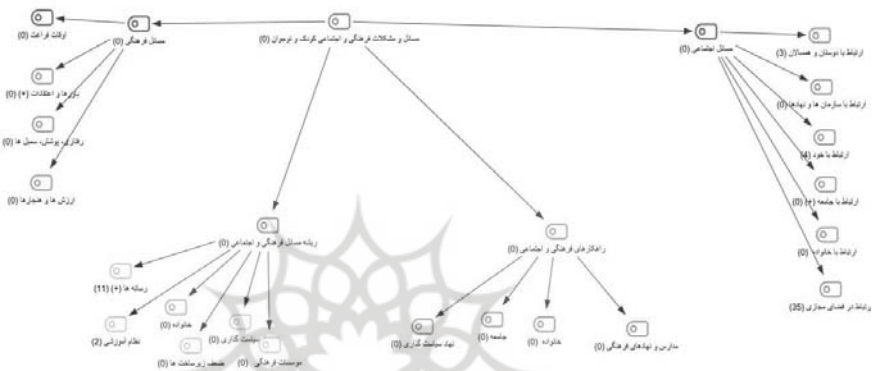 اوقات فراغت (0)
مسائل فرهنگی (0)
مسائل و مشکلات فرهنگی و اجتماعی کودک و نوجوان (0)
مسائل اجتماعی (0)
ارتباط با دوستان و همسالان (3)
باورها و اعتقادات (+) (0)
ارتباط با سازمان ها و نهادها (0)
رفتاری، پوشش، سمبل ها (0)
ارتباط با خود (4)
ارزش ها و هنجارها (0)
ارتباط با جامعه (+) (0)
ریشه مسائل فرهنگی و اجتماعی (0)
راهکارهای فرهنگی و اجتماعی (0)
ارتباط با خانواده (0)
رسانه ها (+) (11)
ارتباط در فضای مجازی (35)
خانواده (0)
نظام آموزشی (2)
سیاست گذاری (0)
ضعف زیرساخت ها (0)
موسسات فرهنگی (0)
نهاد سیاست گذاری (0)
جامعه (0)
خانواده (0)
مدارس و نهادهای فرهنگی (0)